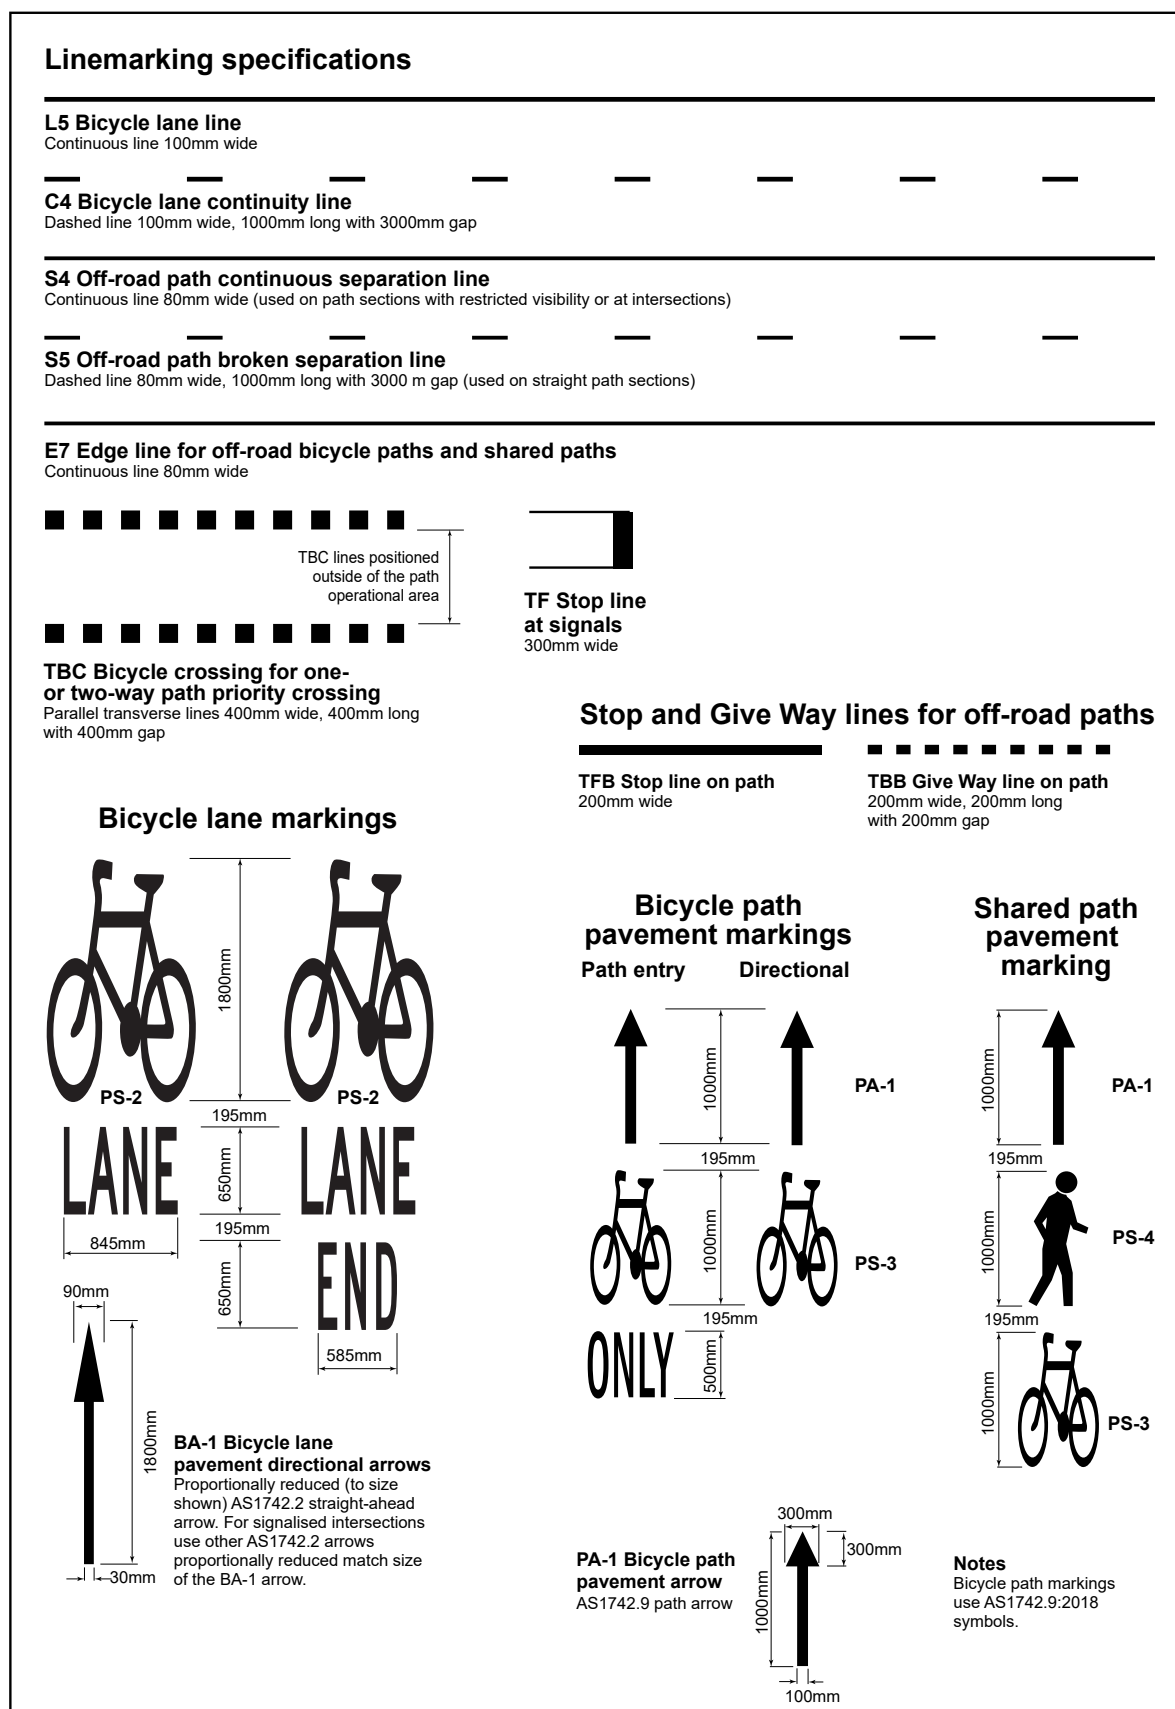 Linemarking specifications
L5 Bicycle lane line
Continuous line 100mm wide
C4 Bicycle lane continuity line
Dashed line 100mm wide, 1000mm long with 3000mm gap
S4 Off-road path continuous separation line
Continuous line 80mm wide (used on path sections with restricted visibility or at intersections)
S5 Off-road path broken separation line
Dashed line 80mm wide, 1000mm long with 3000 m gap (used on straight path sections)
E7 Edge line for off-road bicycle paths and shared paths
Continuous line 80mm wide
TBC lines positioned
outside of the path
operational area
TBC Bicycle crossing for one-
or two-way path priority crossing
Parallel transverse lines 400mm wide, 400mm long
with 400mm gap
TF Stop line
at signals
300mm wide
Stop and Give Way lines for off-road paths
TFB Stop line on path
200mm wide
TBB Give Way line on path
200mm wide, 200mm long
with 200mm gap
Bicycle lane markings
1800mm
PS-2
PS-2
195mm
LANE
650mm
LANE
845mm
195mm
650mm
END
585mm
90mm
1800mm
30mm
BA-1 Bicycle lane
pavement directional arrows
Proportionally reduced (to size
shown) AS1742.2 straight-ahead
arrow. For signalised intersections
use other AS1742.2 arrows
proportionally reduced match size
of the BA-1 arrow.
Bicycle path
pavement markings
Path entry
Directional
1000mm
PA-1
195mm
1000mm
PS-3
195mm
ONLY
500mm
Shared path
pavement
marking
1000mm
PA-1
195mm
1000mm
PS-4
195mm
1000mm
PS-3
PA-1 Bicycle path
pavement arrow
AS1742.9 path arrow
300mm
300mm
1000mm
100mm
Notes
Bicycle path markings
use AS1742.9:2018
symbols.